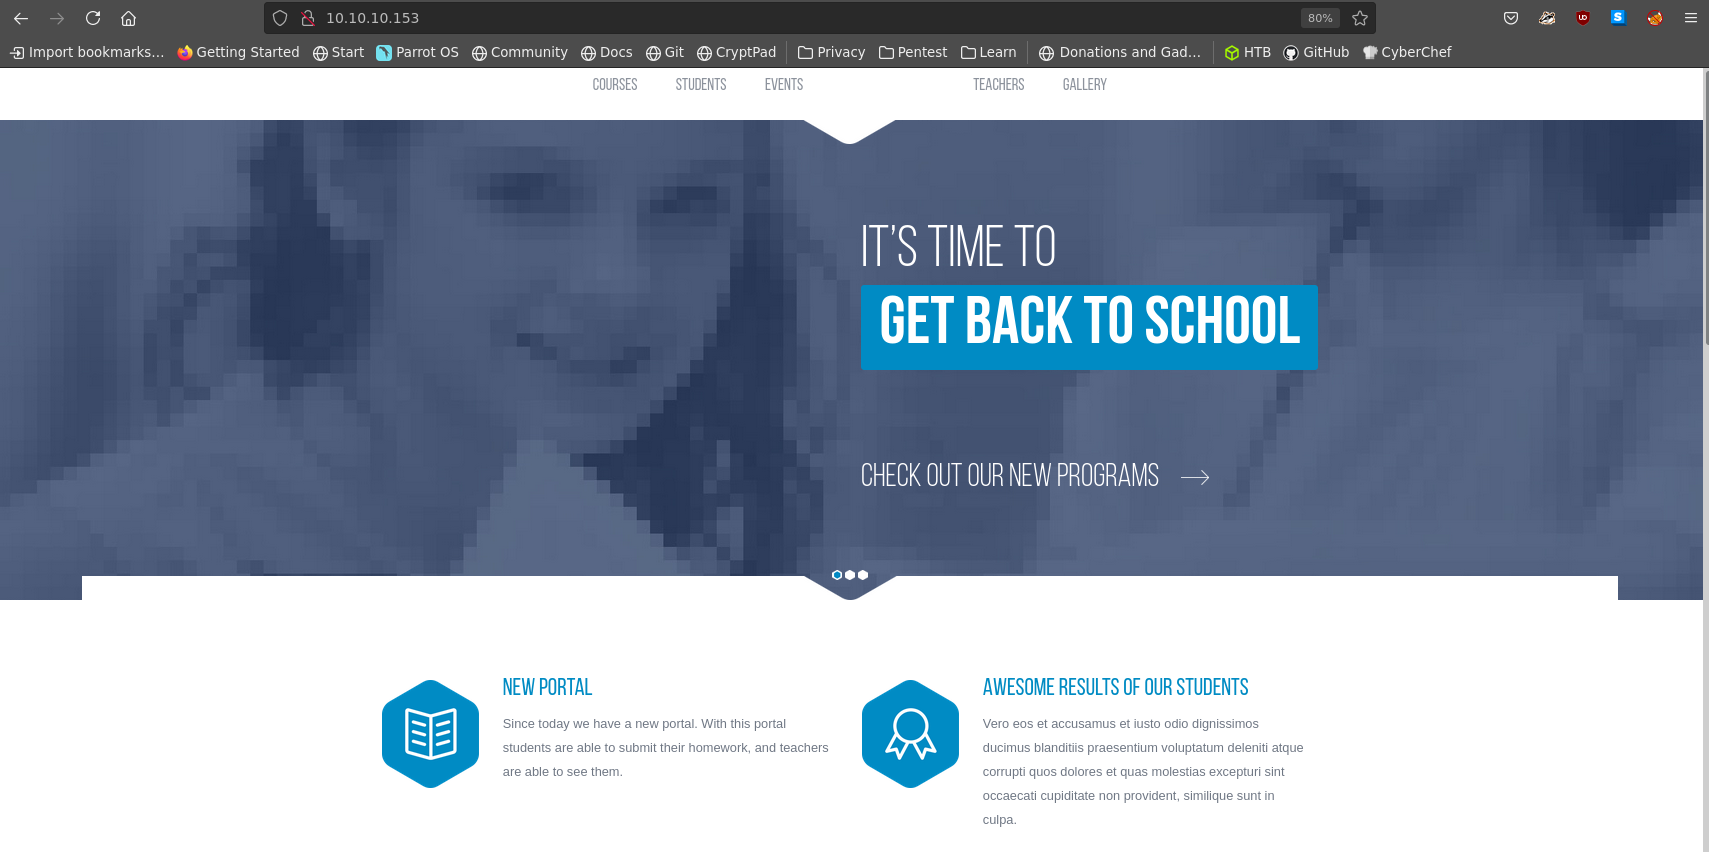 10.10.10.153 80%
Import bookmarks... Getting Started Start Parrot OS Community Docs Git CryptPad Privacy Pentest Learn Donations and Gad... HTB GitHub CyberChef
COURSES STUDENTS EVENTS TEACHERS GALLERY
IT'S TIME TO
GET BACK TO SCHOOL
CHECK OUT OUR NEW PROGRAMS
NEW PORTAL
Since today we have a new portal. With this portal
students are able to submit their homework, and teachers
are able to see them.
AWESOME RESULTS OF OUR STUDENTS
Vero eos et accusamus et iusto odio dignissimos
ducimus blanditiis praesentium voluptatum deleniti atque
corrupti quos dolores et quas molestias excepturi sint
occaecati cupiditate non provident, similique sunt in
culpa.